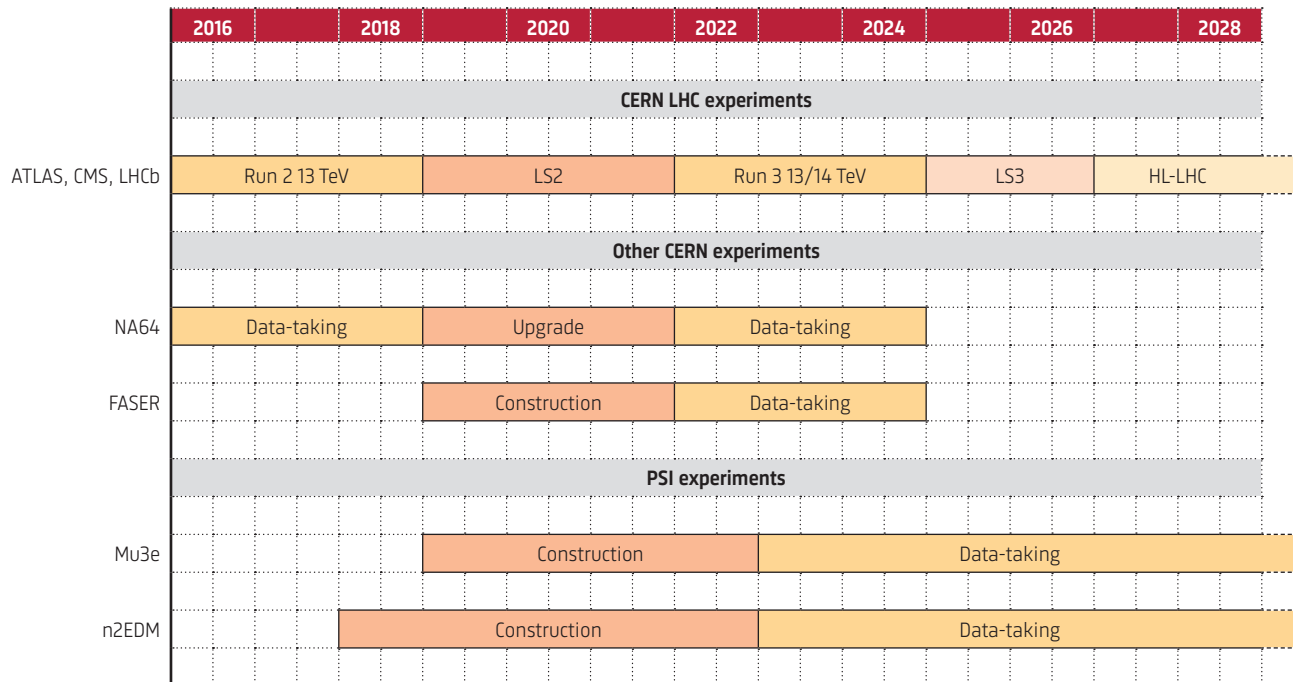 2016 2018 2020 2022 2024 2026 2028
CERN LHC experiments
ATLAS, CMS, LHCb Run 2 13 TeV LS2 Run 3 13/14 TeV LS3 HL-LHC
Other CERN experiments
NA64 Data-taking Upgrade Data-taking
FASER Construction Data-taking
PSI experiments
Mu3e Construction Data-taking
n2EDM Construction Data-taking